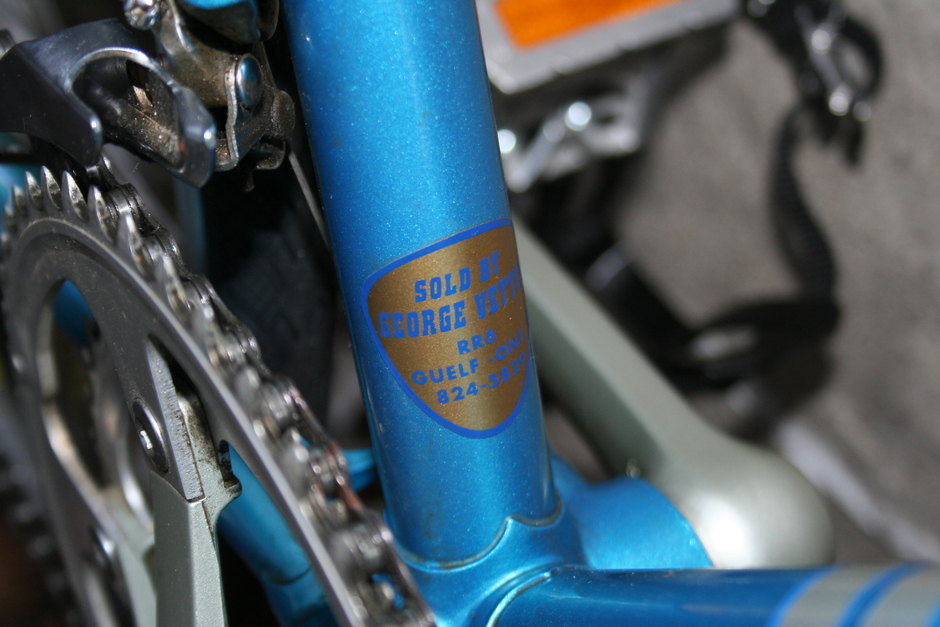 SOLD BY
GEORGE
RR6
GUELF -ONT
824-